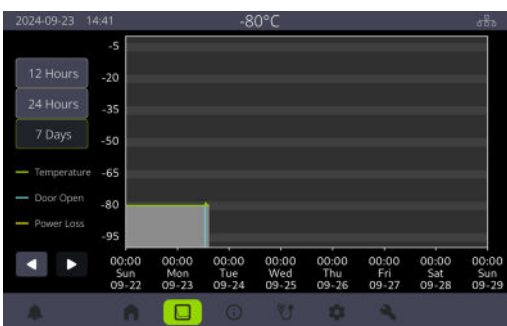 2024-09-23 14:41
-80°C
-5
-20
-35
-50
-65
-80
-95
12 Hours
24 Hours
7 Days
Temperature
Door Open
Power Loss
00:00 00:00 00:00 00:00 00:00 00:00 00:00 00:00
Sun Mon Tue Wed Thu Fri Sat Sun
09-22 09-23 09-24 09-25 09-26 09-27 09-28 09-29